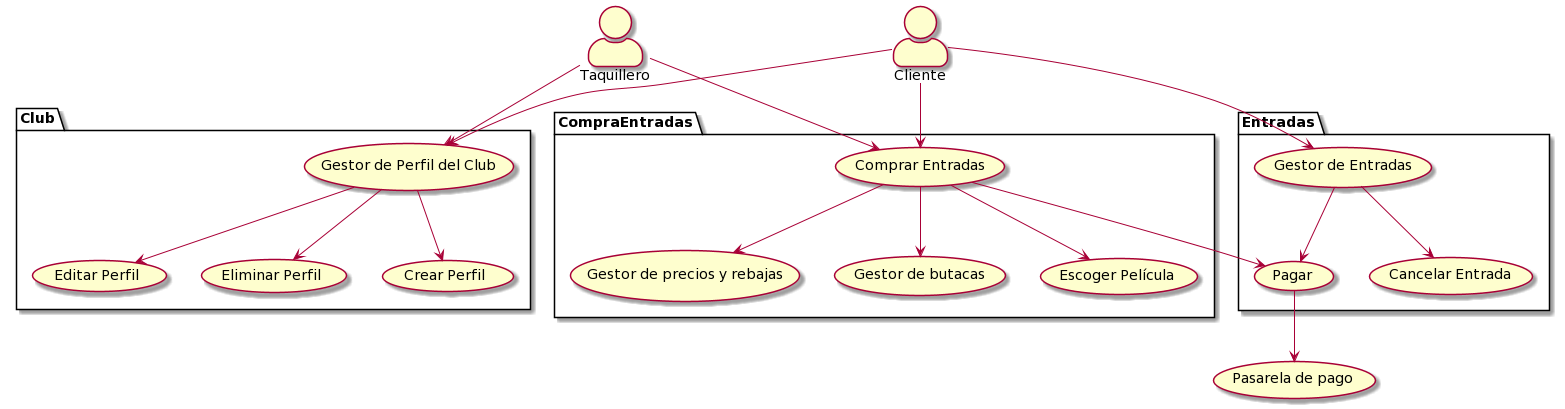 Taquillero
Cliente
Club
CompraEntradas
Entradas
Gestor de Perfil del Club
Comprar Entradas
Gestor de Entradas
Editar Perfil
Eliminar Perfil
Crear Perfil
Gestor de precios y rebajas
Gestor de butacas
Escoger Película
Pagar
Cancelar Entrada
Pasarela de pago